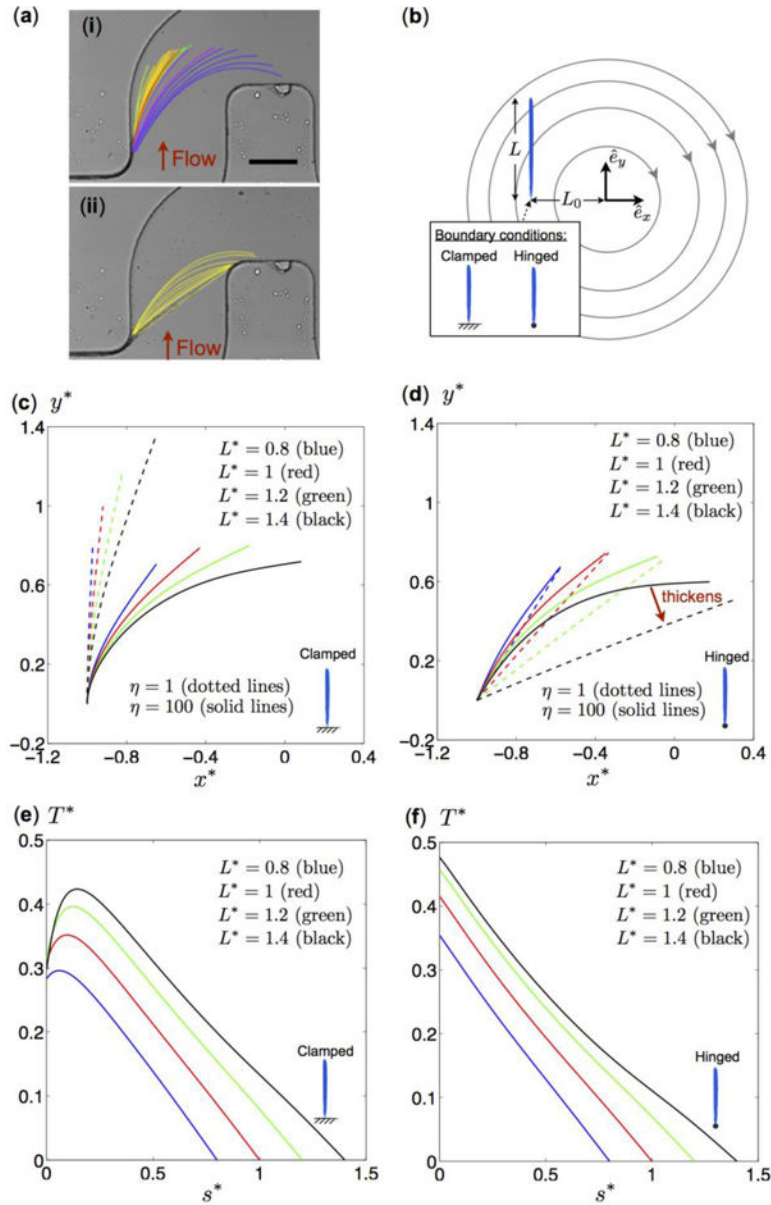 (a)
(i)
Flow
(ii)
Flow
(b)
L
L₀
ê_y
ê_x
Boundary conditions:
Clamped Hinged
(c) y*
1.4
1
0.6
0.2
−0.2
−1.2 −0.8 −0.4 0 0.4
x*
L* = 0.8 (blue)
L* = 1 (red)
L* = 1.2 (green)
L* = 1.4 (black)
Clamped
η = 1 (dotted lines)
η = 100 (solid lines)
(d) y*
1.4
1
0.6
0.2
−0.2
−1.2 −0.8 −0.4 0 0.4
x*
L* = 0.8 (blue)
L* = 1 (red)
L* = 1.2 (green)
L* = 1.4 (black)
thickens
Hinged
η = 1 (dotted lines)
η = 100 (solid lines)
(e) T*
0.5
0.4
0.3
0.2
0.1
0
0.5 1 1.5
s*
L* = 0.8 (blue)
L* = 1 (red)
L* = 1.2 (green)
L* = 1.4 (black)
Clamped
(f) T*
0.5
0.4
0.3
0.2
0.1
0
0.5 1 1.5
s*
L* = 0.8 (blue)
L* = 1 (red)
L* = 1.2 (green)
L* = 1.4 (black)
Hinged